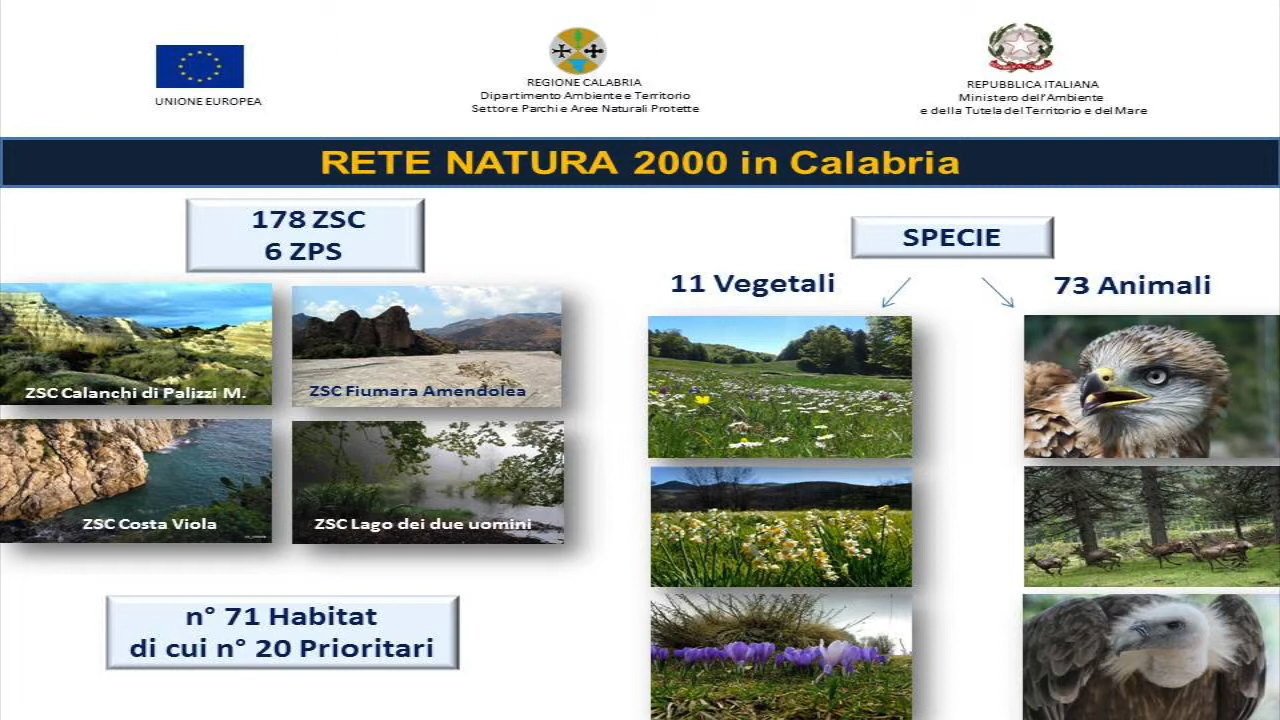 UNIONE EUROPEA
REGIONE CALABRIA
Dipartimento Ambiente e Territorio
Settore Parchi e Aree Naturali Protette
REPUBBLICA ITALIANA
Ministero dell'Ambiente
e della Tutela del Territorio e del Mare
RETE NATURA 2000 in Calabria
178 ZSC
6 ZPS
ZSC Calanchi di Palizzi M.
ZSC Fiumara Amendolea
ZSC Costa Viola
ZSC Lago dei due uomini
n° 71 Habitat
di cui n° 20 Prioritari
SPECIE
11 Vegetali
73 Animali